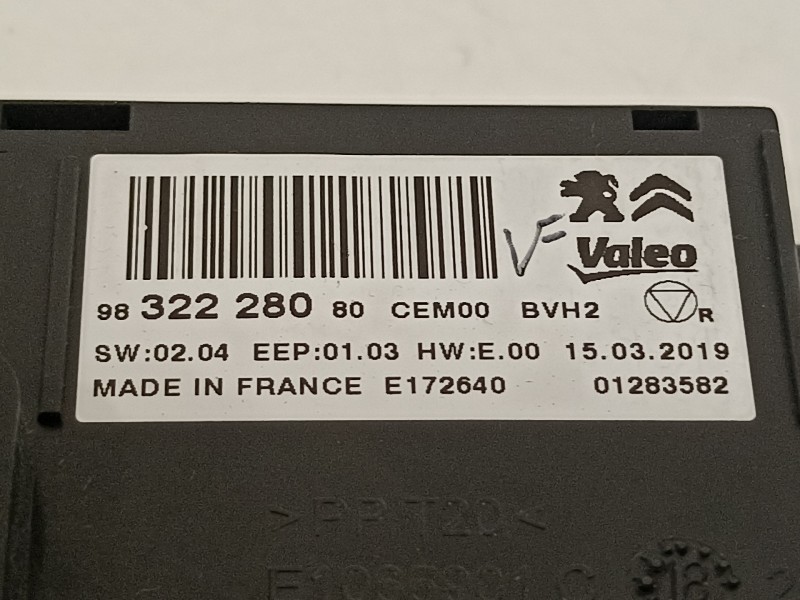 V=
Valeo
98 322 280 80 CEM00 BVH2 R
SW:02.04 EEP:01.03 HW:E.00 15.03.2019
MADE IN FRANCE E172640 01283582
>PP-T20<
18